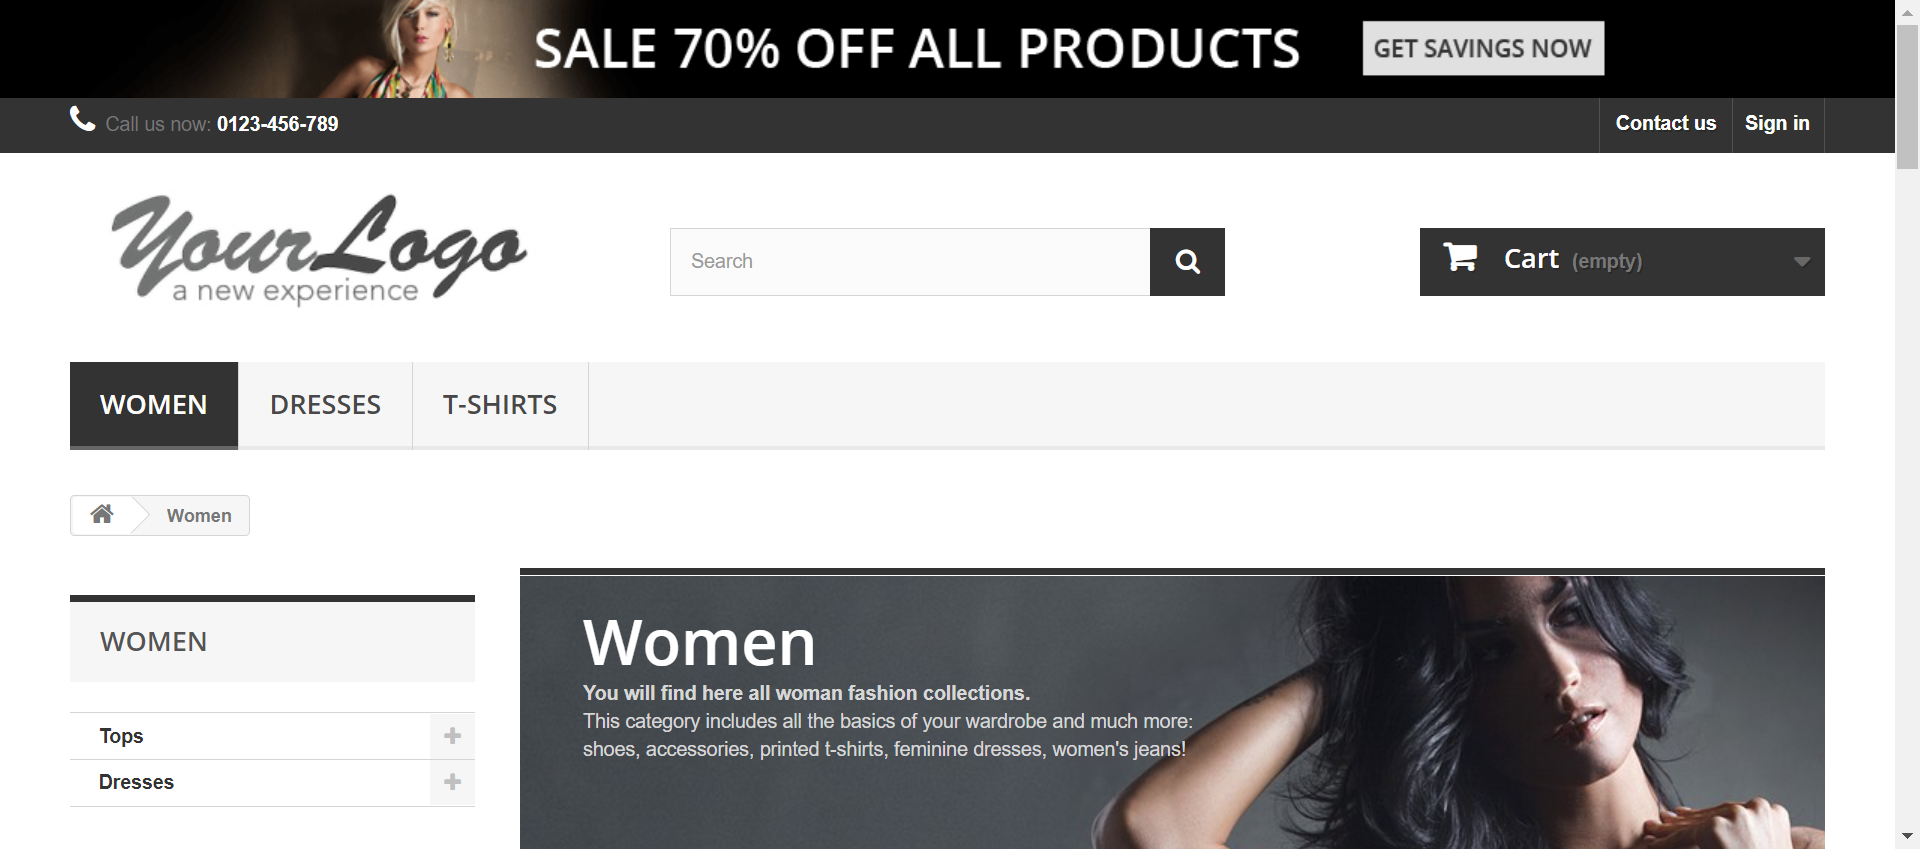 SALE 70% OFF ALL PRODUCTS
GET SAVINGS NOW
Call us now: 0123-456-789
Contact us
Sign in
Your Logo
a new experience
Search
Cart (empty)
WOMEN
DRESSES
T-SHIRTS
Women
WOMEN
Tops
Dresses
Women
You will find here all woman fashion collections.
This category includes all the basics of your wardrobe and much more:
shoes, accessories, printed t-shirts, feminine dresses, women's jeans!